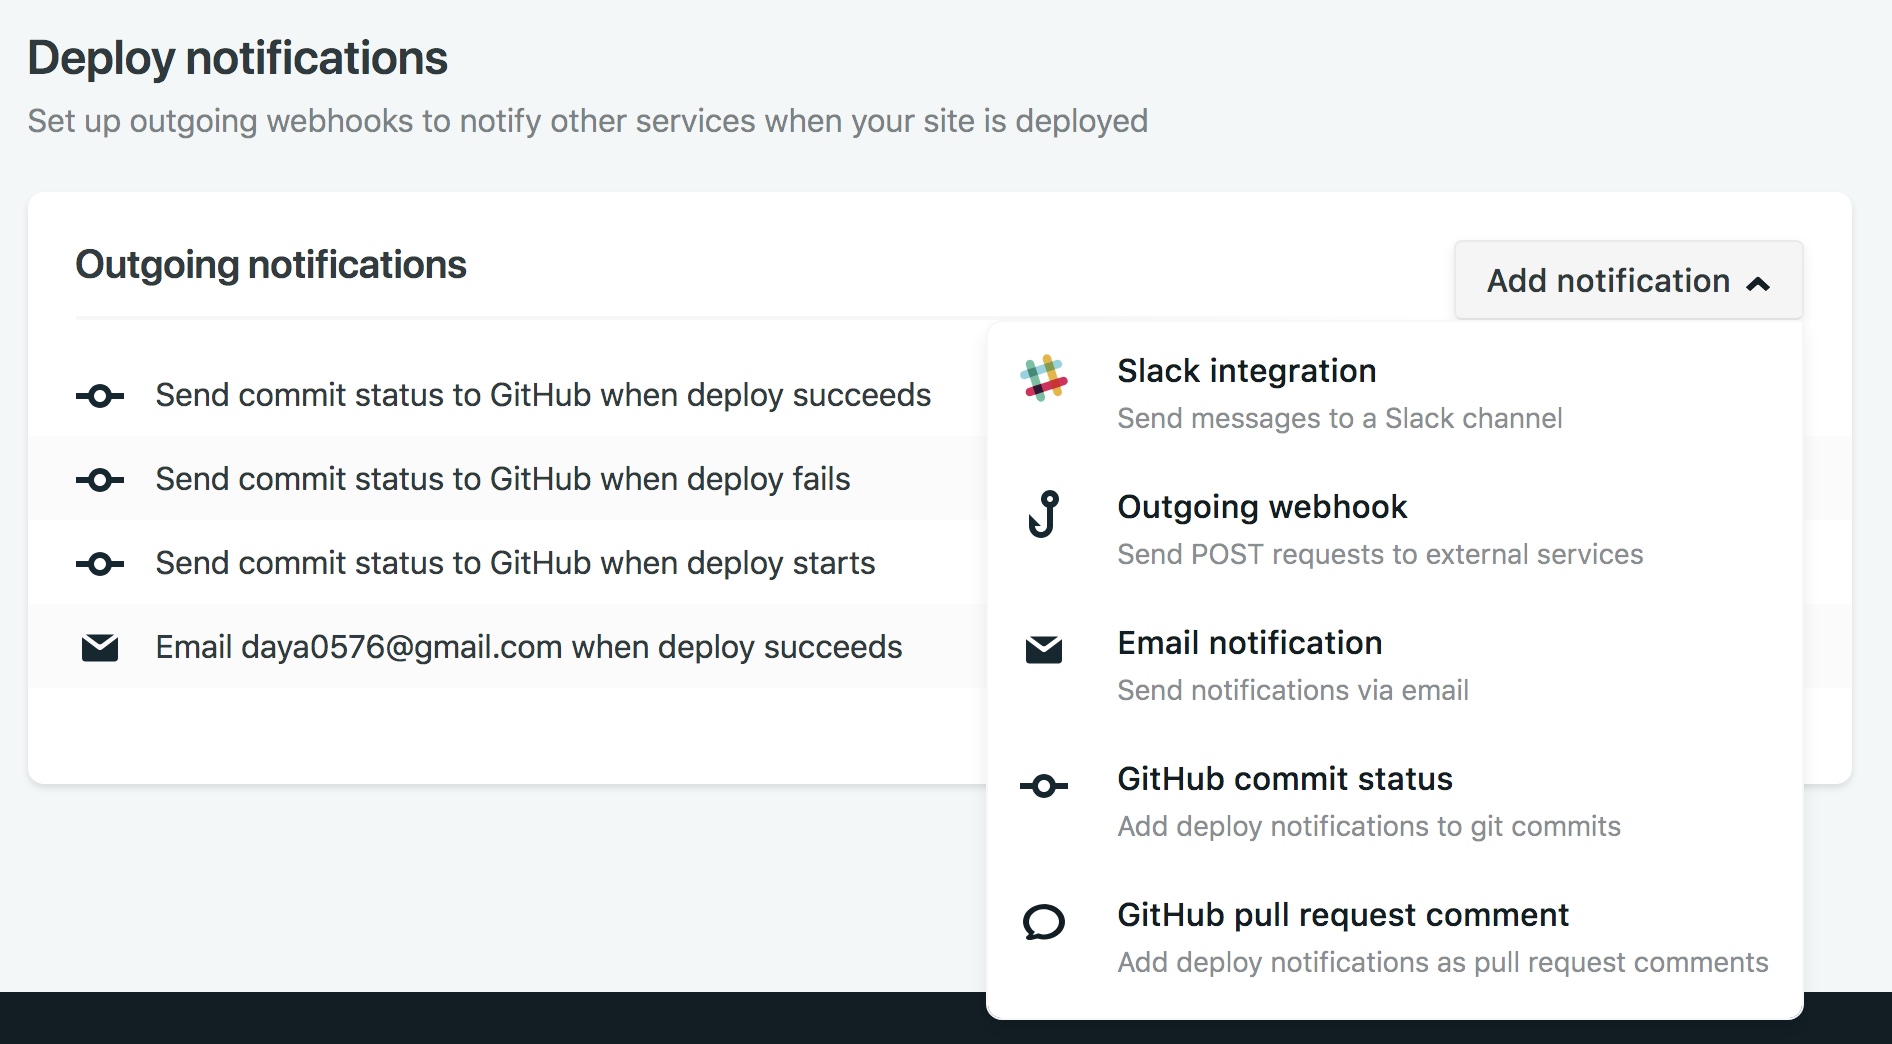 Deploy notifications
Set up outgoing webhooks to notify other services when your site is deployed
Outgoing notifications
Add notification
Send commit status to GitHub when deploy succeeds
Send commit status to GitHub when deploy fails
Send commit status to GitHub when deploy starts
Email daya0576@gmail.com when deploy succeeds
Slack integration
Send messages to a Slack channel
Outgoing webhook
Send POST requests to external services
Email notification
Send notifications via email
GitHub commit status
Add deploy notifications to git commits
GitHub pull request comment
Add deploy notifications as pull request comments